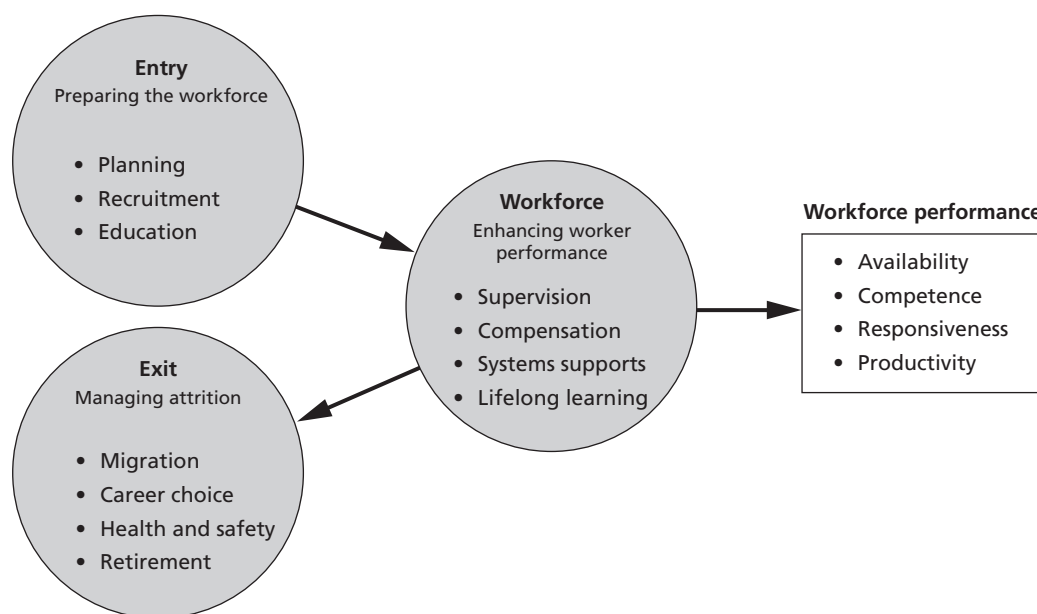 Entry
Preparing the workforce
• Planning
• Recruitment
• Education
Workforce
Enhancing worker
performance
• Supervision
• Compensation
• Systems supports
• Lifelong learning
Exit
Managing attrition
• Migration
• Career choice
• Health and safety
• Retirement
Workforce performance
• Availability
• Competence
• Responsiveness
• Productivity